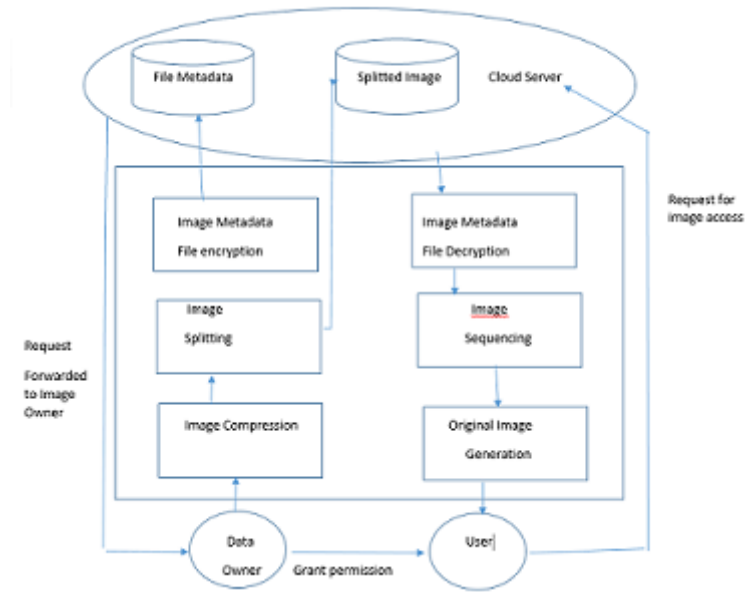 File Metadata
Splitted Image
Cloud Server
Image Metadata
File encryption
Image Metadata
File Decryption
Request for
image access
Image
Splitting
Image
Sequencing
Request
Forwarded
to Image
Owner
Image Compression
Original Image
Generation
Data
Owner
User
Grant permission